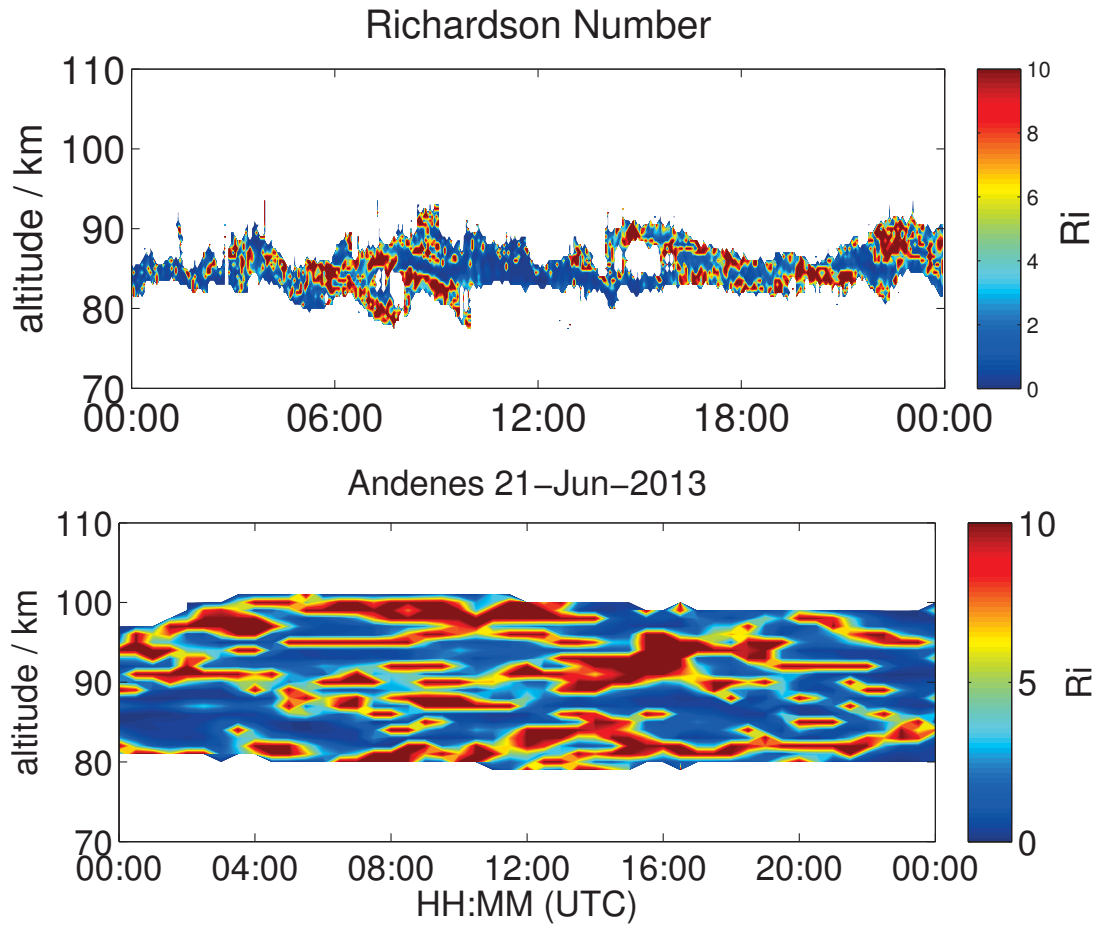 Richardson Number
110
100
90
80
70
altitude / km
00:00 06:00 12:00 18:00 00:00
10
8
6
4
2
0
Ri
Andenes 21−Jun−2013
110
100
90
80
70
altitude / km
00:00 04:00 08:00 12:00 16:00 20:00 00:00
HH:MM (UTC)
10
5
0
Ri